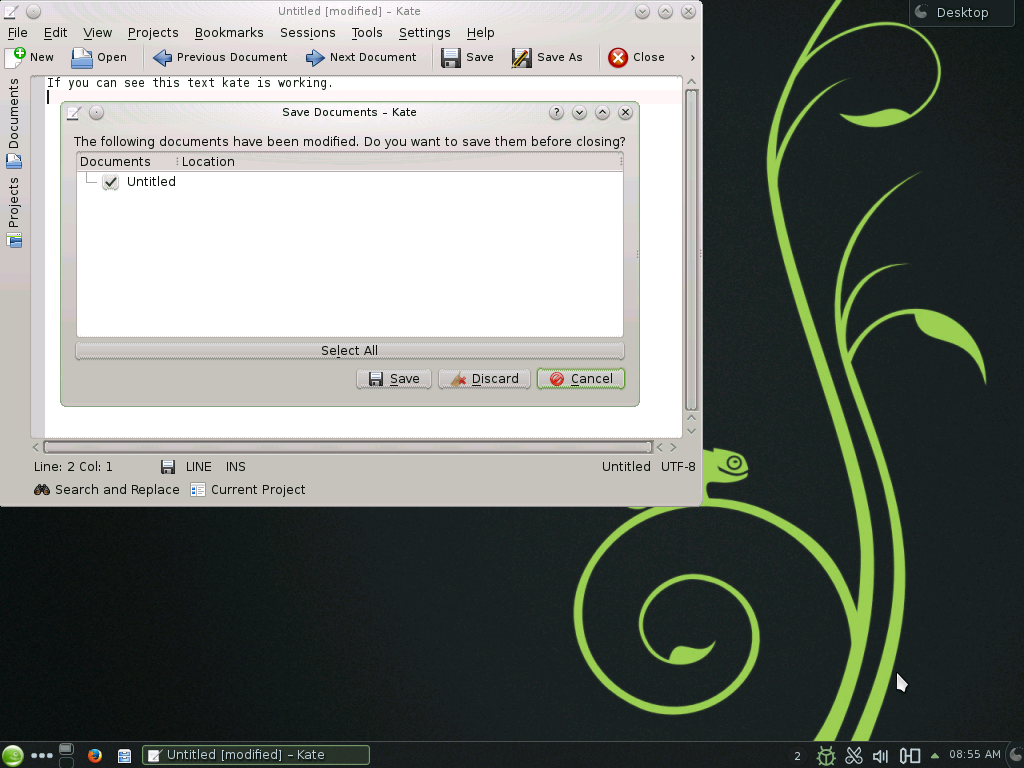 Untitled [modified] – Kate
Desktop
File Edit View Projects Bookmarks Sessions Tools Settings Help
New Open Previous Document Next Document Save Save As Close
Documents
Projects
If you can see this text kate is working.
Save Documents – Kate
The following documents have been modified. Do you want to save them before closing?
Documents Location
Untitled
Select All
Save Discard Cancel
Line: 2 Col: 1 LINE INS Untitled UTF-8
Search and Replace Current Project
Untitled [modified] – Kate 2 08:55 AM